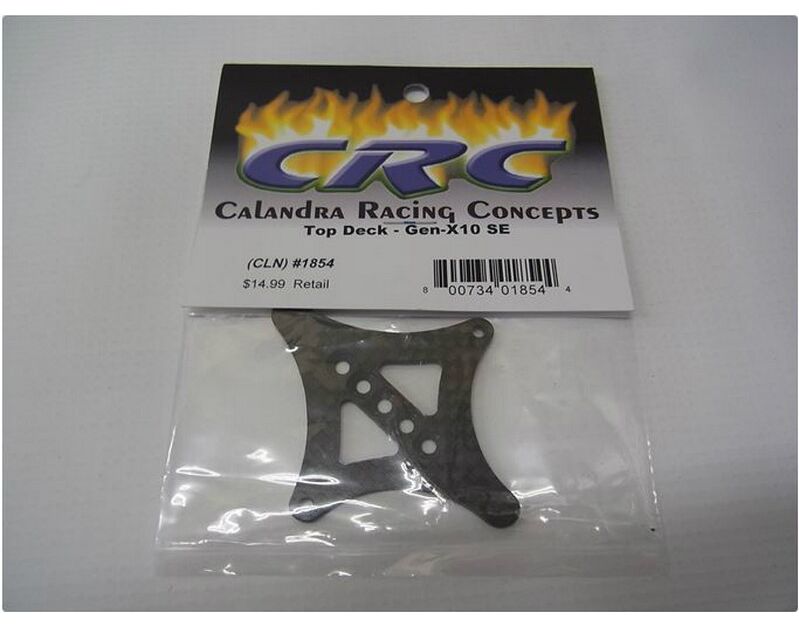 CRC
Calandra Racing Concepts
Top Deck - Gen-X10 SE
(CLN) #1854
$14.99 Retail
8 00734 01854 4